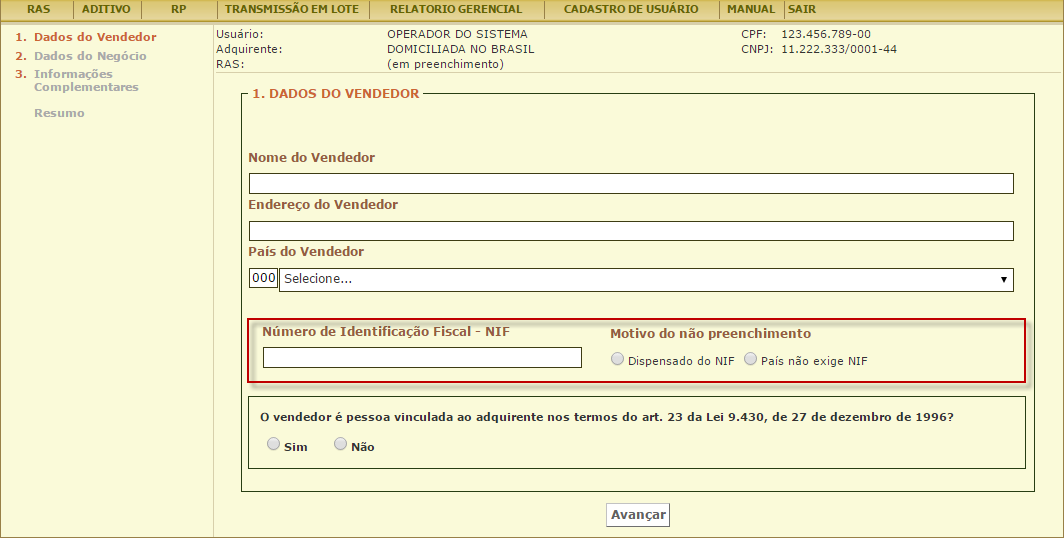 RAS ADITIVO RP TRANSMISSÃO EM LOTE RELATORIO GERENCIAL CADASTRO DE USUÁRIO MANUAL SAIR
1. Dados do Vendedor
2. Dados do Negócio
3. Informações
Complementares
Resumo
Usuário: OPERADOR DO SISTEMA CPF: 123.456.789-00
Adquirente: DOMICILIADA NO BRASIL CNPJ: 11.222.333/0001-44
RAS: (em preenchimento)
1. DADOS DO VENDEDOR
Nome do Vendedor
Endereço do Vendedor
País do Vendedor
000 Selecione...
Número de Identificação Fiscal - NIF Motivo do não preenchimento
Dispensado do NIF País não exige NIF
O vendedor é pessoa vinculada ao adquirente nos termos do art. 23 da Lei 9.430, de 27 de dezembro de 1996?
Sim Não
Avançar